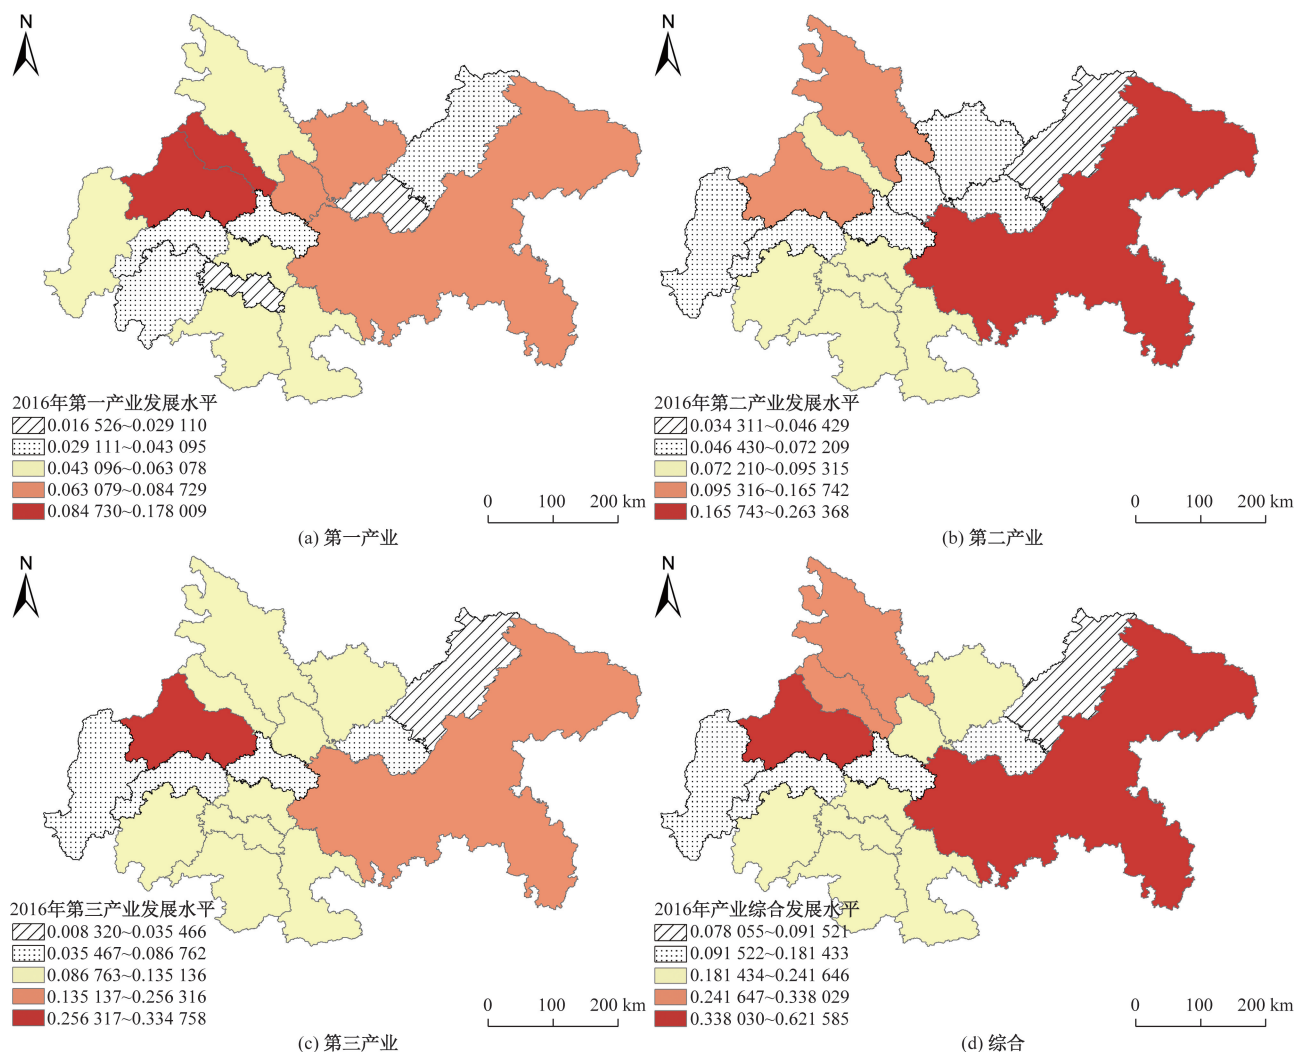 N
2016年第一产业发展水平
0.016 526~0.029 110
0.029 111~0.043 095
0.043 096~0.063 078
0.063 079~0.084 729
0.084 730~0.178 009
0 100 200 km
(a) 第一产业
N
2016年第二产业发展水平
0.034 311~0.046 429
0.046 430~0.072 209
0.072 210~0.095 315
0.095 316~0.165 742
0.165 743~0.263 368
0 100 200 km
(b) 第二产业
N
2016年第三产业发展水平
0.008 320~0.035 466
0.035 467~0.086 762
0.086 763~0.135 136
0.135 137~0.256 316
0.256 317~0.334 758
0 100 200 km
(c) 第三产业
N
2016年产业综合发展水平
0.078 055~0.091 521
0.091 522~0.181 433
0.181 434~0.241 646
0.241 647~0.338 029
0.338 030~0.621 585
0 100 200 km
(d) 综合